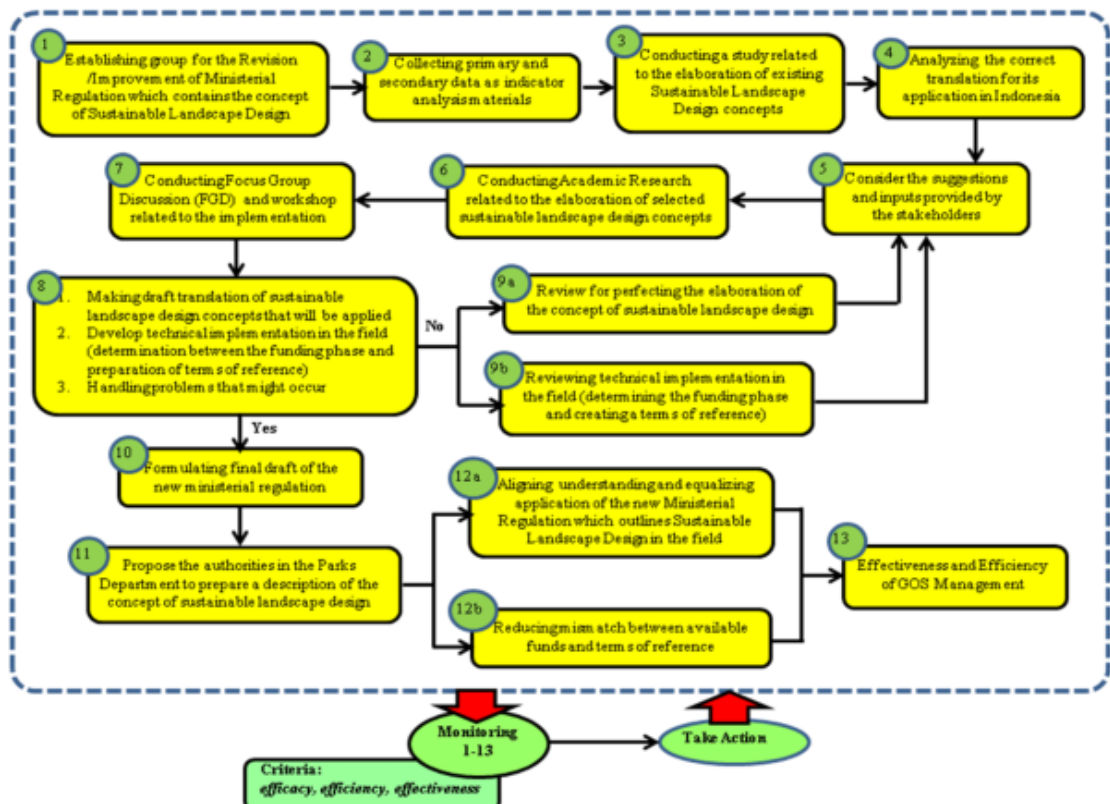 1
Establishing group for the Revision
/Improvement of Ministerial
Regulation which contains the concept
of Sustainable Landscape Design
2
Collecting primary
and secondary data as indicator
analysis materials
3
Conducting a study related
to the elaboration of existing
Sustainable Landscape
Design concepts
4
Analyzing the correct
translation for its
application in Indonesia
5
Consider the suggestions
and inputs provided by
the stakeholders
6
Conducting Academic Research
related to the elaboration of selected
sustainable landscape design concepts
7
Conducting Focus Group
Discussion (FGD) and workshop
related to the implementation
8
1. Making draft translation of sustainable
landscape design concepts that will be applied
2. Develop technical implementation in the field
(determination between the funding phase and
preparation of terms of reference)
3. Handling problems that might occur
No
9a
Review for perfecting the elaboration of
the concept of sustainable landscape design
9b
Reviewing technical implementation in
the field (determining the funding phase
and creating a terms of reference)
Yes
10
Formulating final draft of the
new ministerial regulation
11
Propose the authorities in the Parks
Department to prepare a description of the
concept of sustainable landscape design
12a
Aligning understanding and equalizing
application of the new Ministerial
Regulation which outlines Sustainable
Landscape Design in the field
12b
Reducing mismatch between available
funds and terms of reference
13
Effectiveness and Efficiency
of GOS Management
Monitoring
1-13
Take Action
Criteria:
efficacy, efficiency, effectiveness